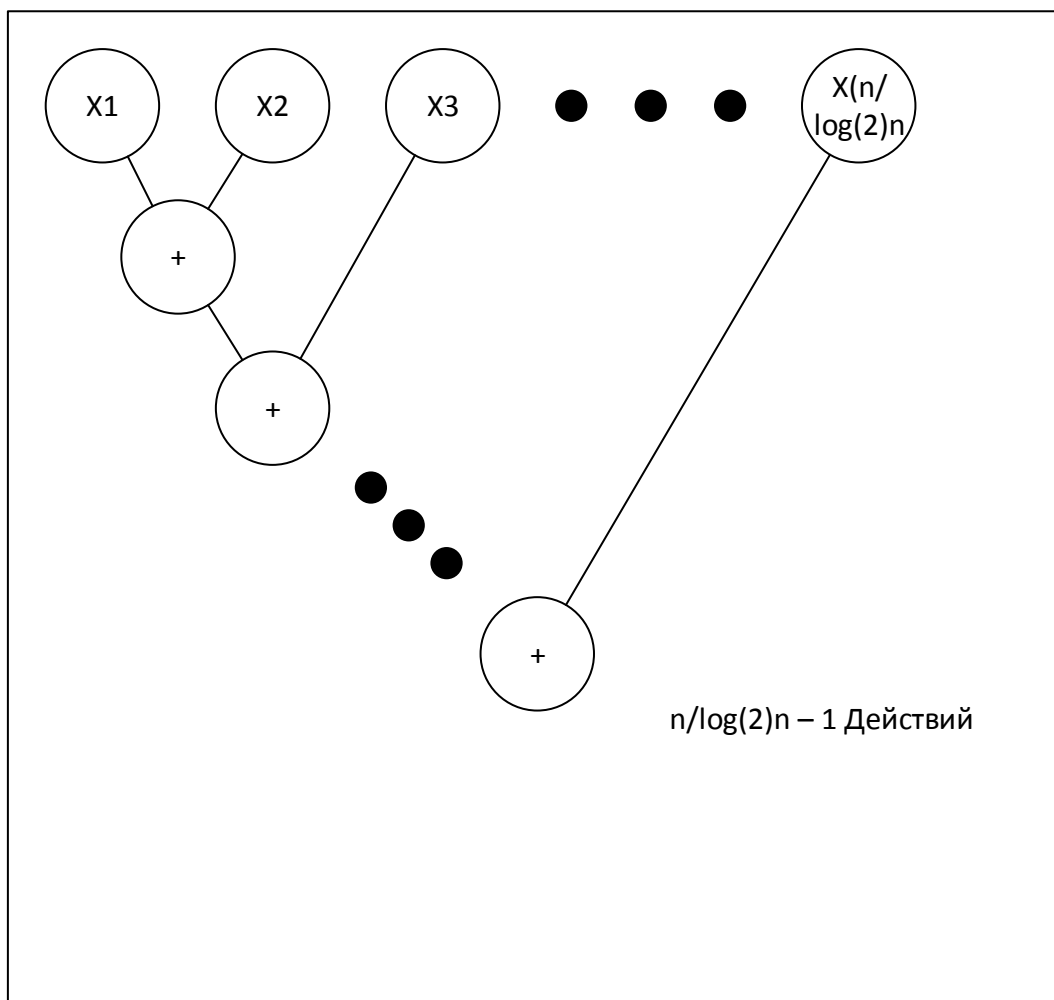 X1
X2
X3
X(n/
log(2)n
+
+
+
n/log(2)n – 1 Действий